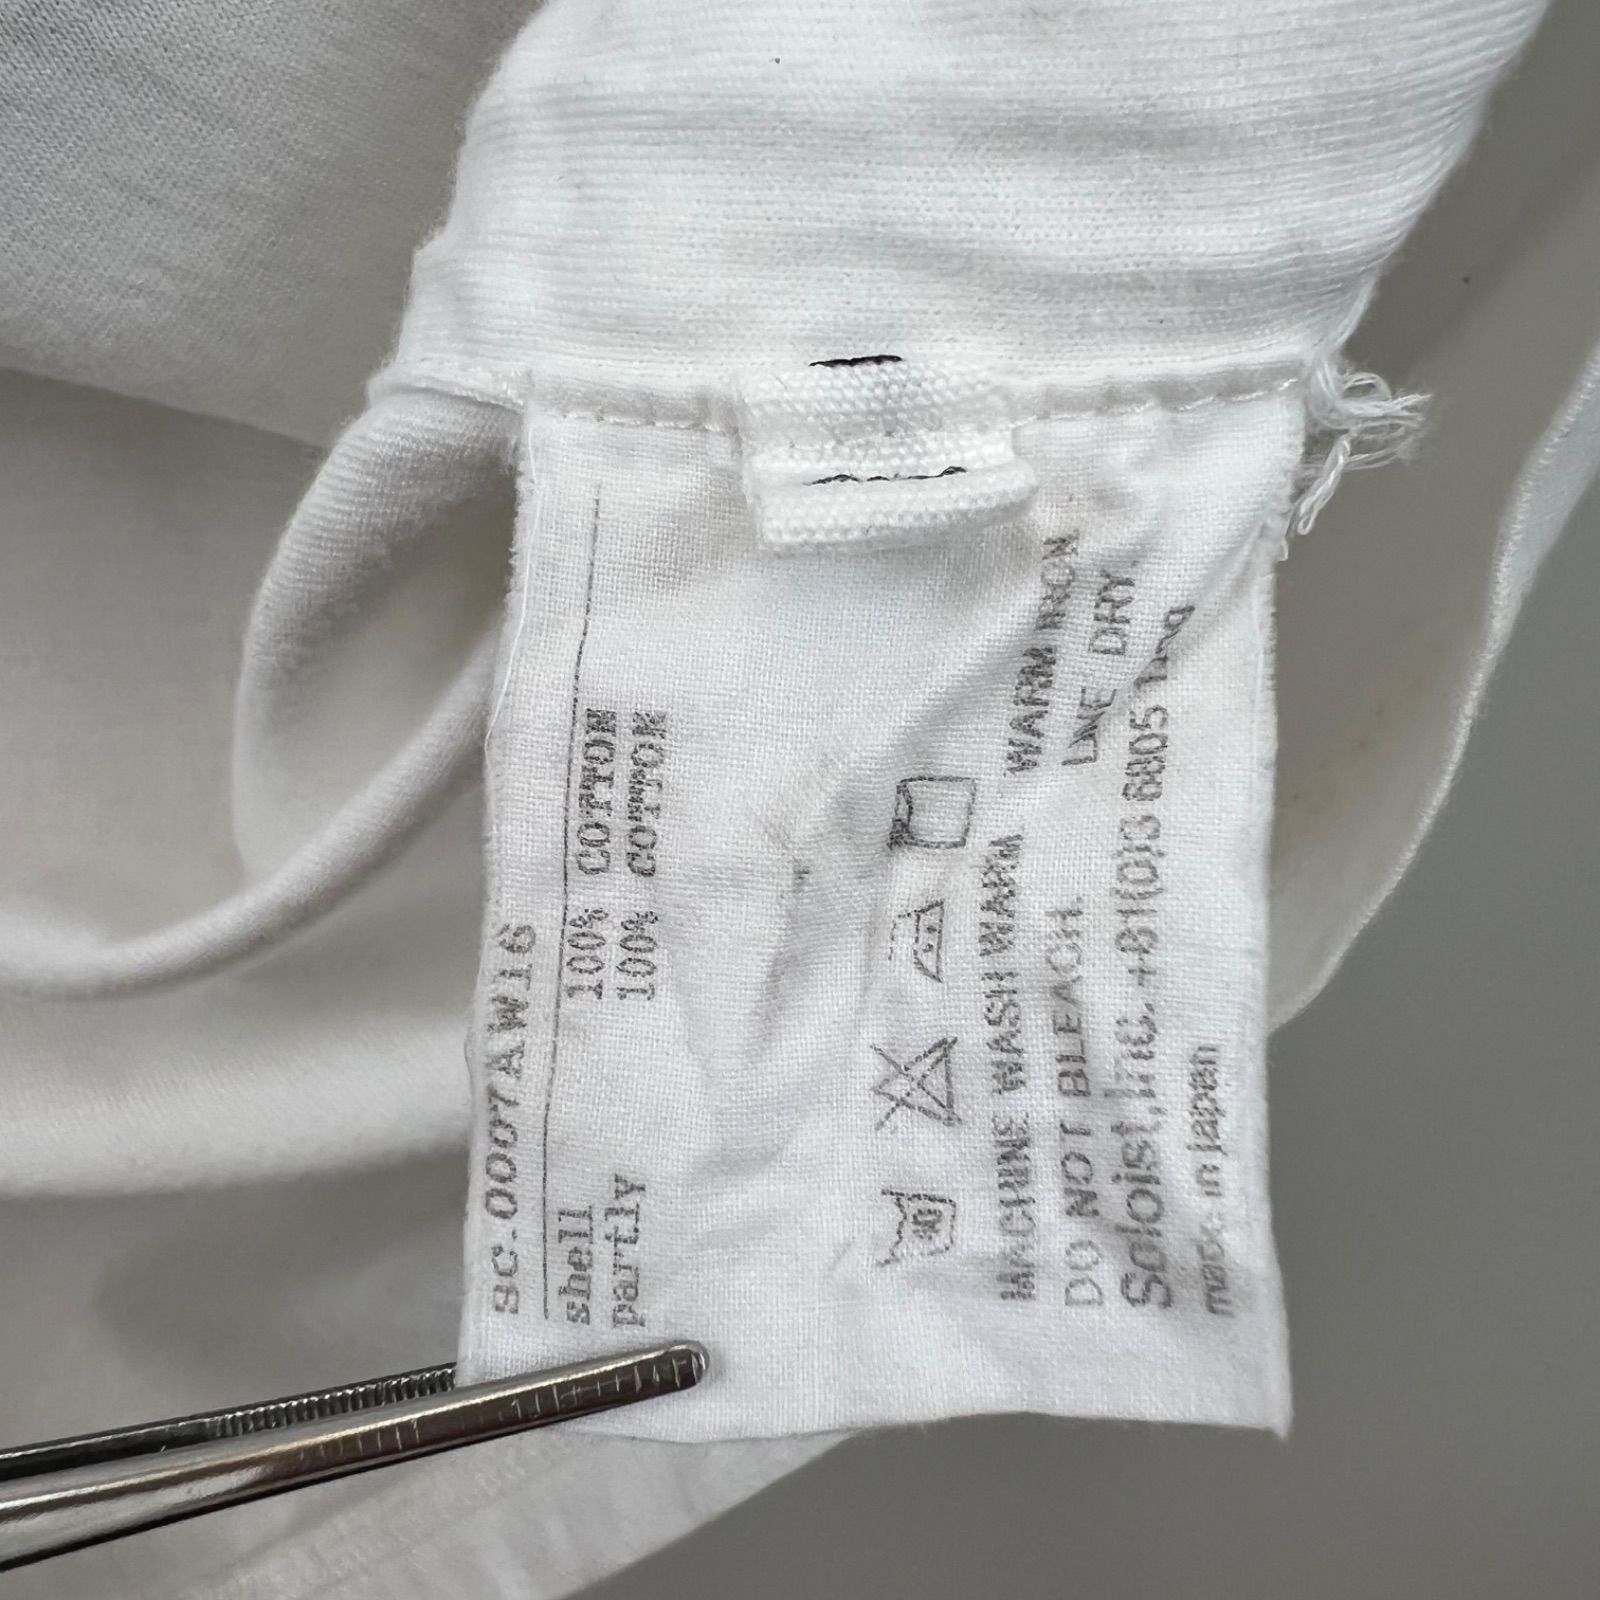 sc.0007AW16
shell 100% COTTON
partly 100% COTTON
40
MACHINE WASH WARM WARM IRON
DO NOT BLEACH. LINE DRY.
Soloist,Inc. +81(0)3 6805
made in japan